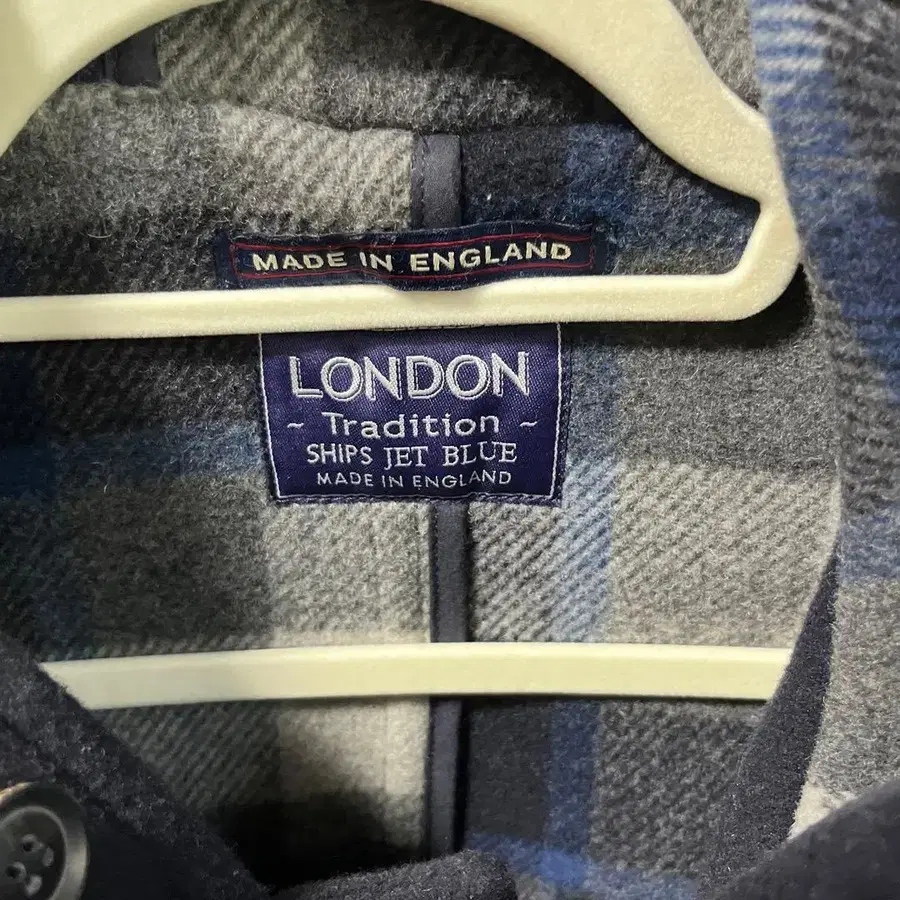 MADE IN ENGLAND
LONDON
~ Tradition ~
SHIPS JET BLUE
MADE IN ENGLAND